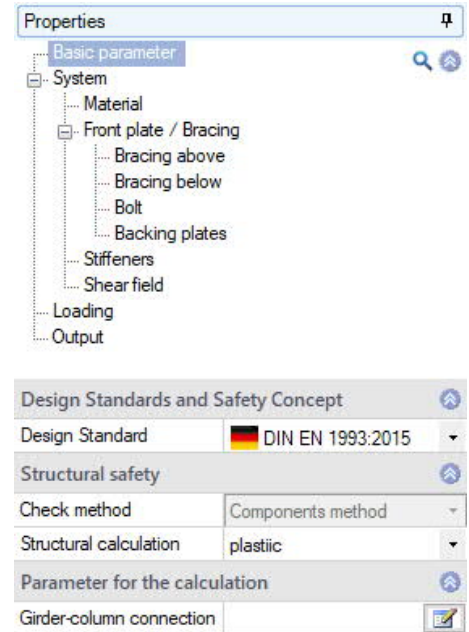 Properties
Basic parameter
System
Material
Front plate / Bracing
Bracing above
Bracing below
Bolt
Backing plates
Stiffeners
Shear field
Loading
Output
Design Standards and Safety Concept
Design Standard DIN EN 1993:2015
Structural safety
Check method Components method
Structural calculation plastiic
Parameter for the calculation
Girder-column connection